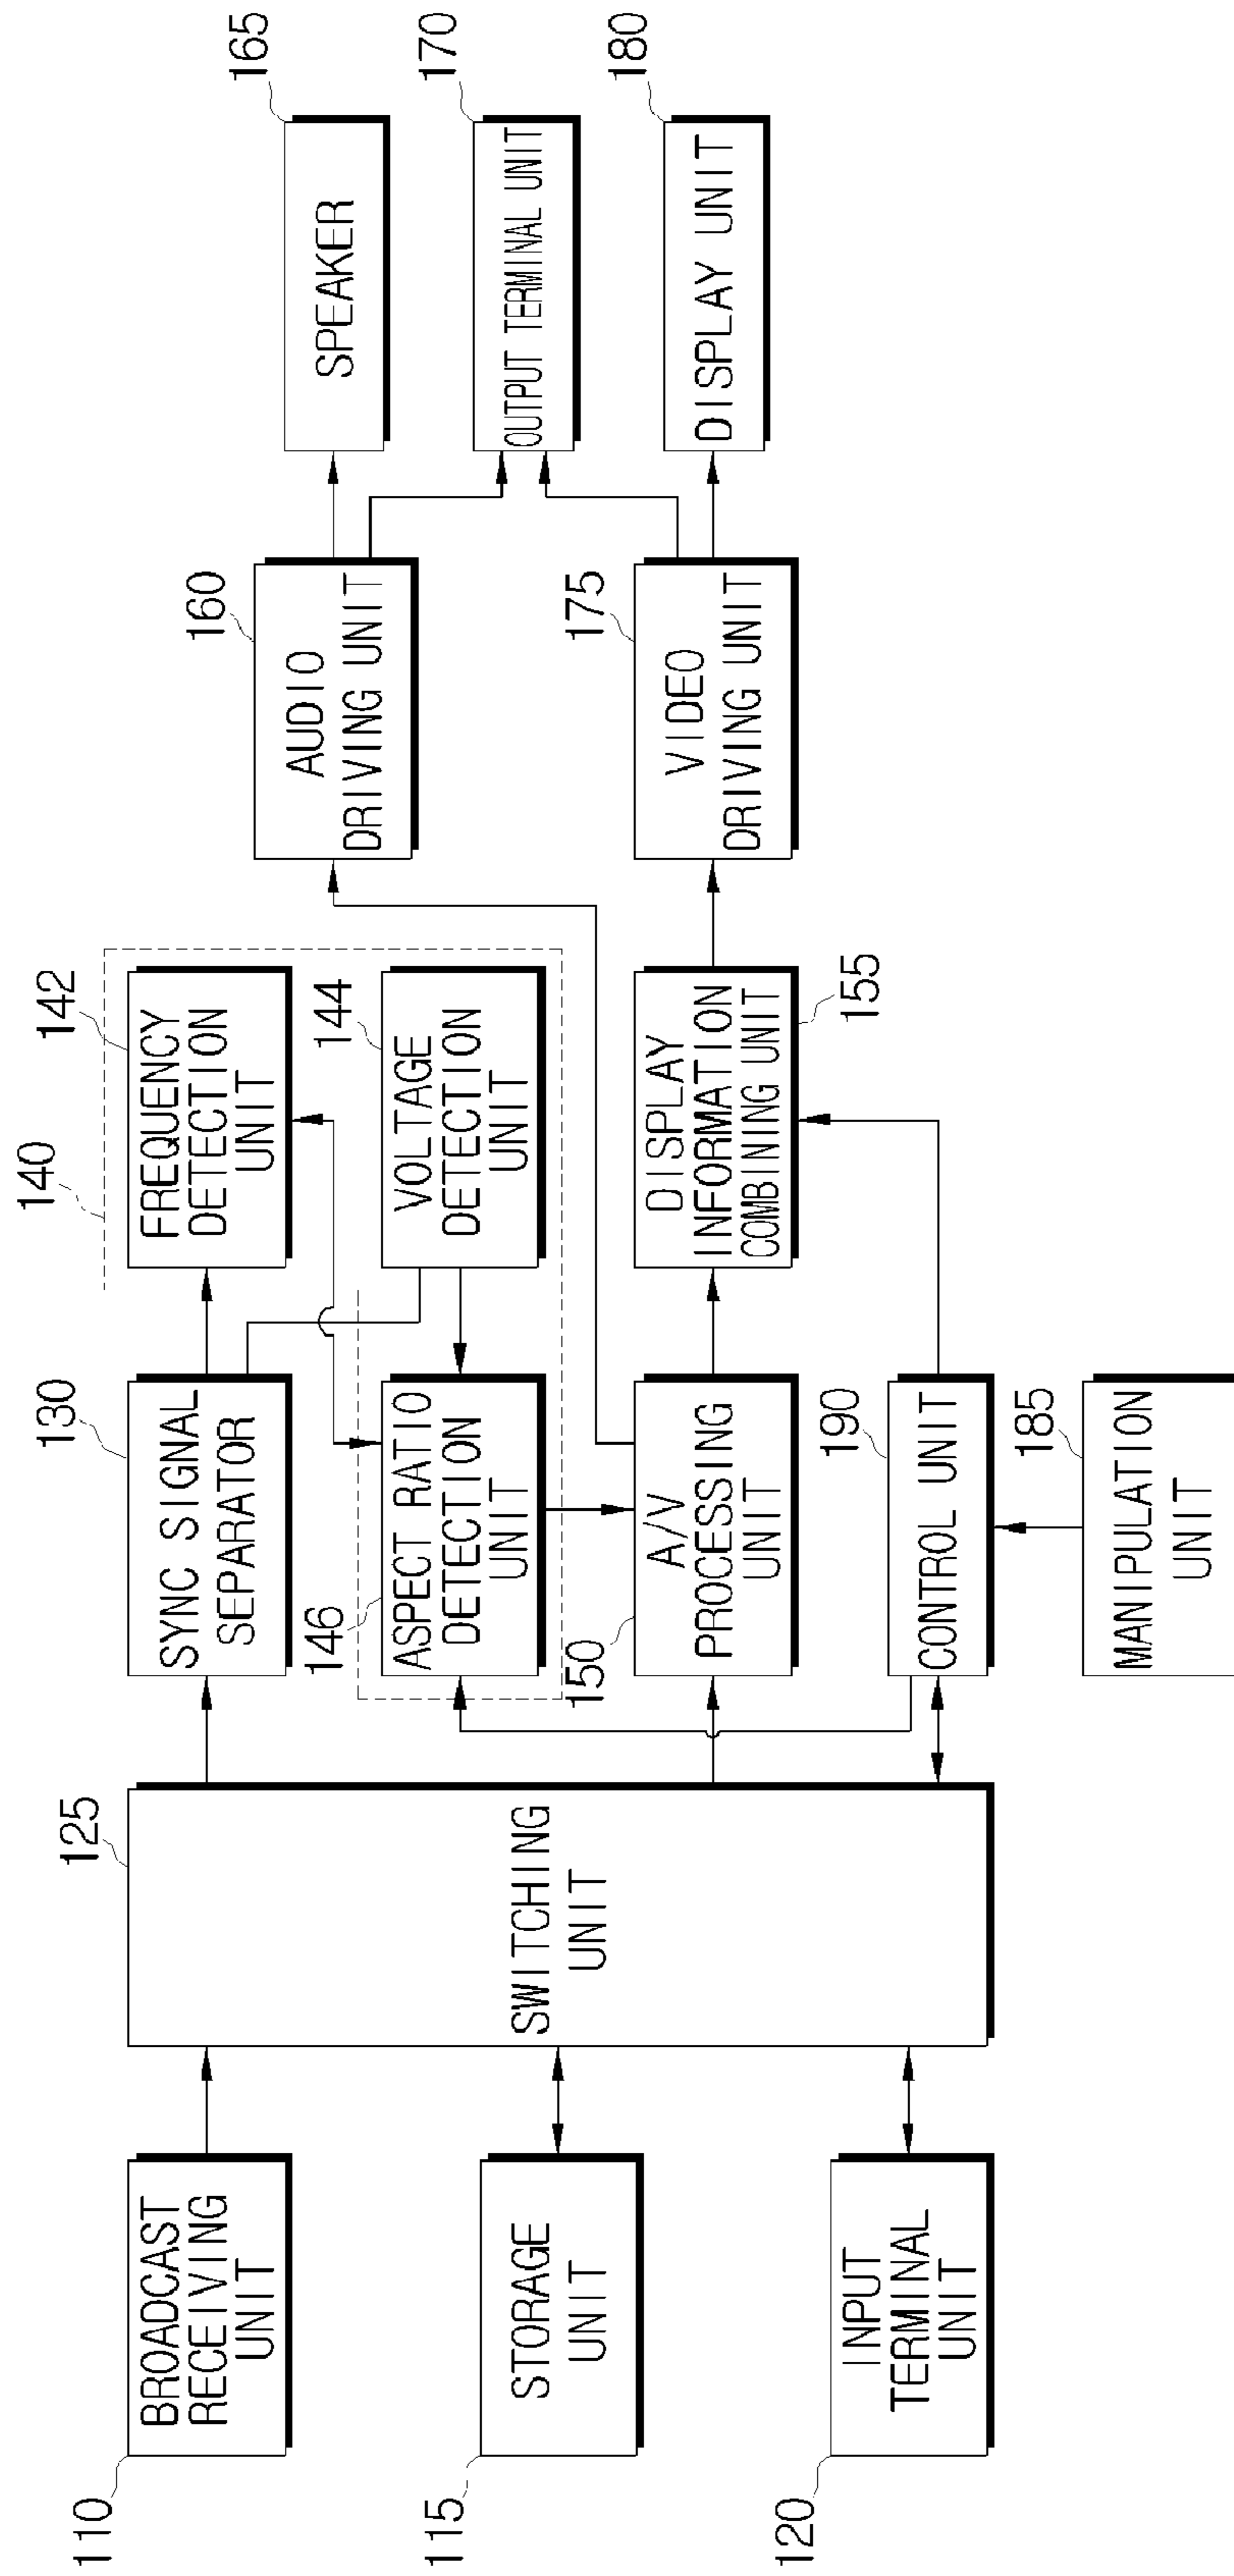 110
BROADCAST
RECEIVING
UNIT
115
STORAGE
UNIT
120
INPUT
TERMINAL
UNIT
125
SWITCHING
UNIT
130
SYNC SIGNAL
SEPARATOR
140
142
FREQUENCY
DETECTION
UNIT
144
VOLTAGE
DETECTION
UNIT
146
ASPECT RATIO
DETECTION
UNIT
150
A/V
PROCESSING
UNIT
155
DISPLAY
INFORMATION
COMBINING UNIT
190
CONTROL UNIT
185
MANIPULATION
UNIT
160
AUDIO
DRIVING UNIT
175
VIDEO
DRIVING UNIT
165
SPEAKER
170
OUTPUT TERMINAL UNIT
180
DISPLAY UNIT